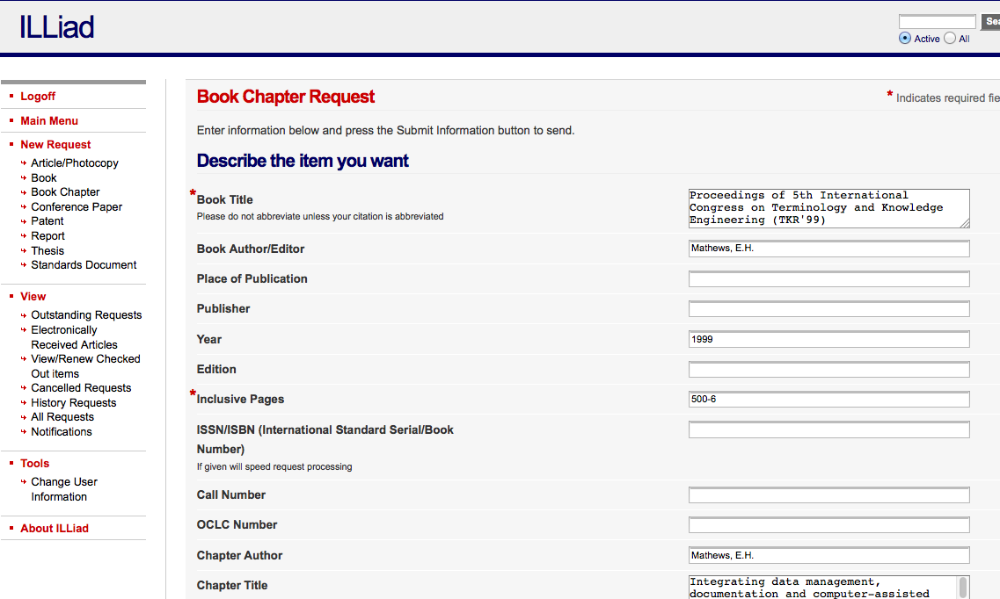 ILLiad
Active All
Logoff
Main Menu
New Request
Article/Photocopy
Book
Book Chapter
Conference Paper
Patent
Report
Thesis
Standards Document
View
Outstanding Requests
Electronically
Received Articles
View/Renew Checked
Out items
Cancelled Requests
History Requests
All Requests
Notifications
Tools
Change User
Information
About ILLiad
Book Chapter Request
* Indicates required fie
Enter information below and press the Submit Information button to send.
Describe the item you want
*Book Title
Please do not abbreviate unless your citation is abbreviated
Proceedings of 5th International
Congress on Terminology and Knowledge
Engineering (TKR'99)
Book Author/Editor
Mathews, E.H.
Place of Publication
Publisher
Year
1999
Edition
*Inclusive Pages
500-6
ISSN/ISBN (International Standard Serial/Book
Number)
If given will speed request processing
Call Number
OCLC Number
Chapter Author
Mathews, E.H.
Chapter Title
Integrating data management,
documentation and computer-assisted